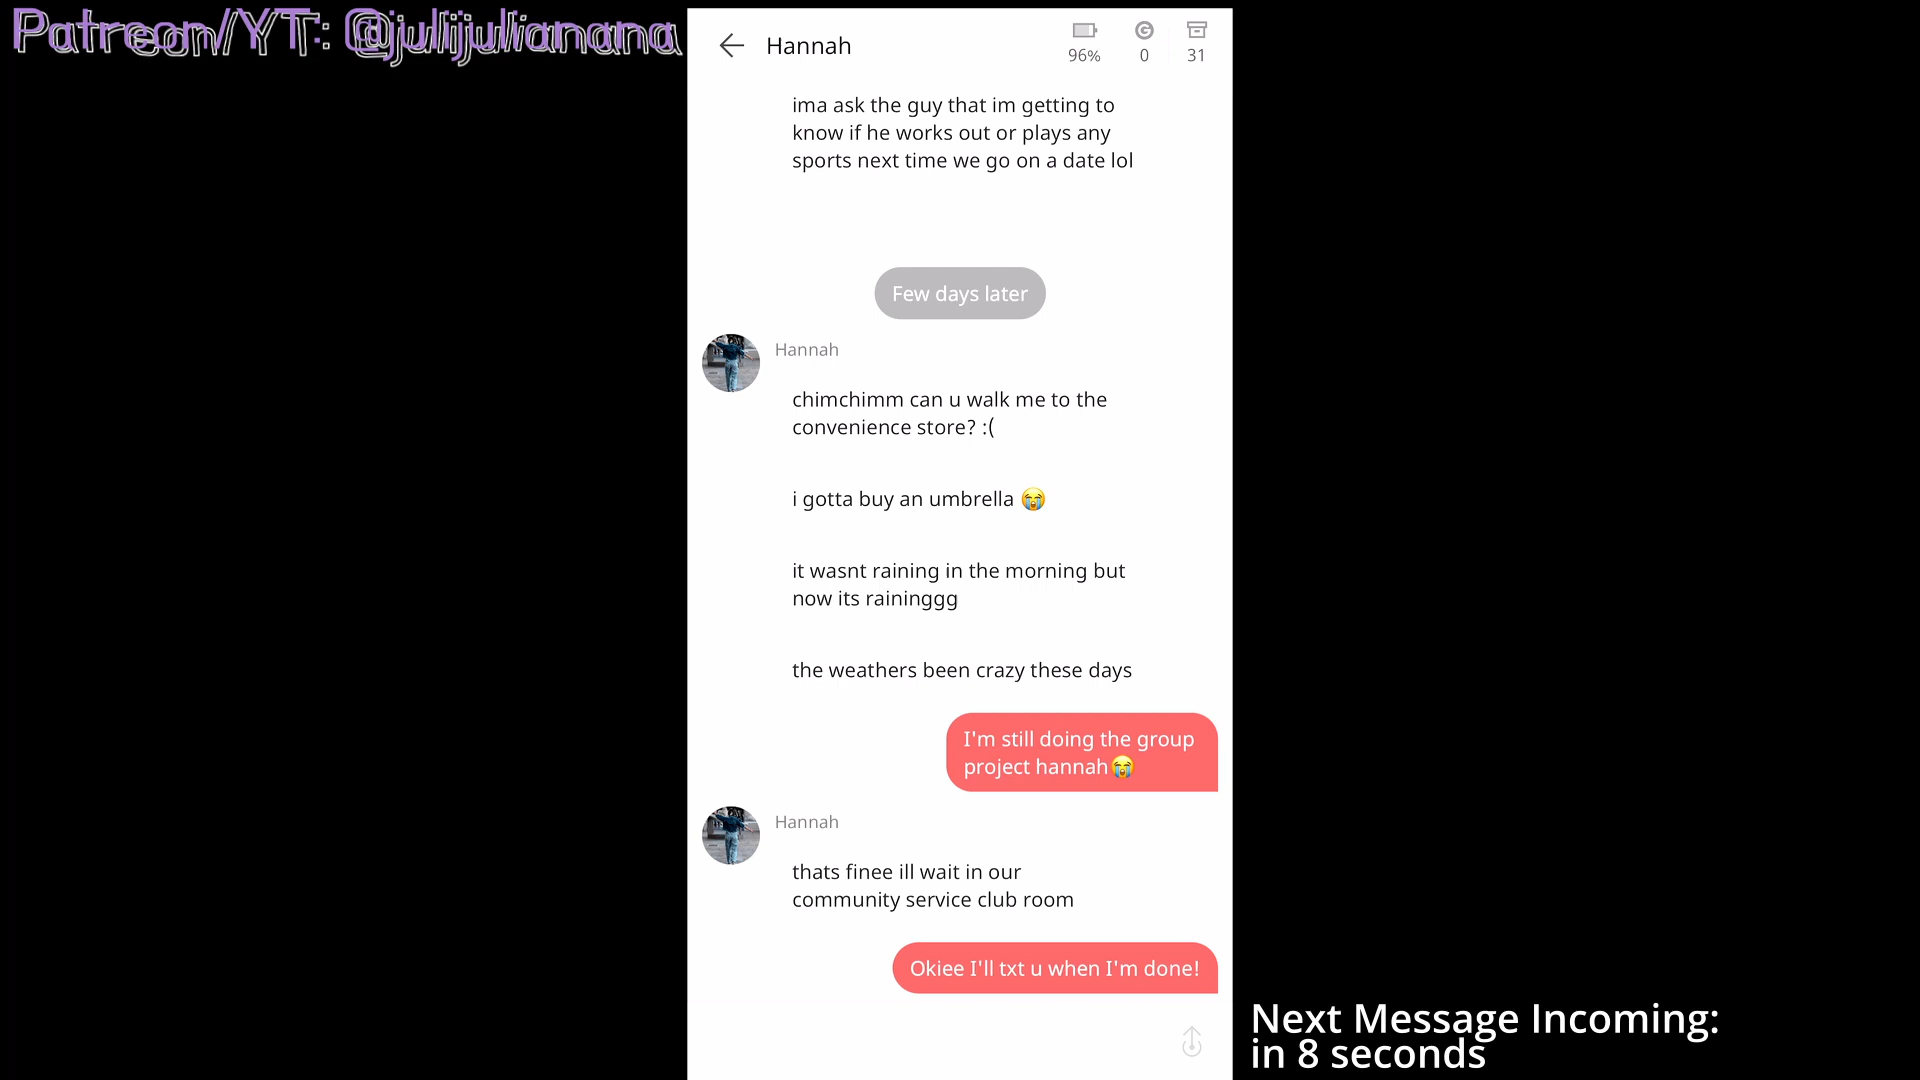 Patreon/YT: @julijulianana
Hannah
96%
0
31
ima ask the guy that im getting to
know if he works out or plays any
sports next time we go on a date lol
Few days later
Hannah
chimchimm can u walk me to the
convenience store? :(
i gotta buy an umbrella 😭
it wasnt raining in the morning but
now its raininggg
the weathers been crazy these days
I'm still doing the group
project hannah😭
Hannah
thats finee ill wait in our
community service club room
Okiee I'll txt u when I'm done!
Next Message Incoming:
in 8 seconds